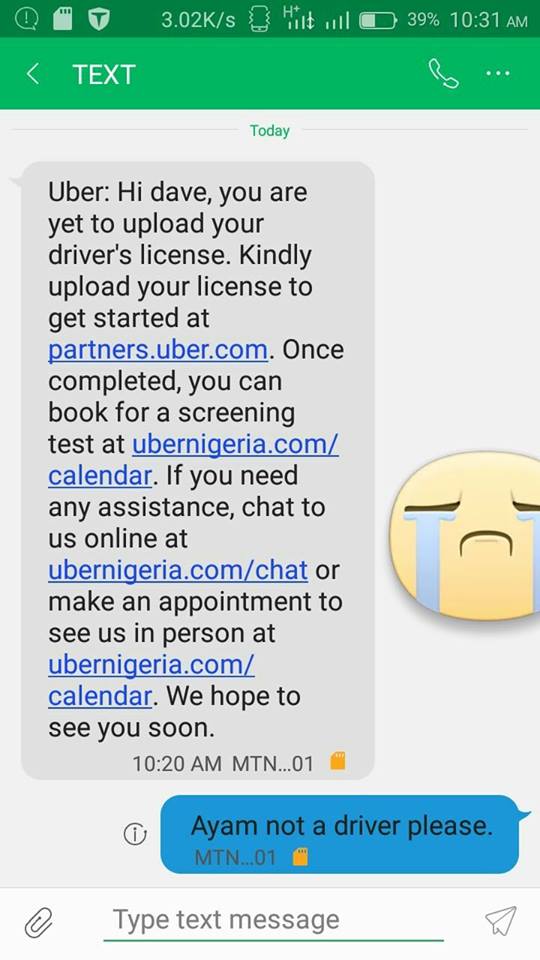 3.02K/s H+ 39% 10:31 AM
TEXT
Today
Uber: Hi dave, you are
yet to upload your
driver's license. Kindly
upload your license to
get started at
partners.uber.com. Once
completed, you can
book for a screening
test at ubernigeria.com/
calendar. If you need
any assistance, chat to
us online at
ubernigeria.com/chat or
make an appointment to
see us in person at
ubernigeria.com/
calendar. We hope to
see you soon.
10:20 AM MTN...01
Ayam not a driver please.
MTN...01
Type text message